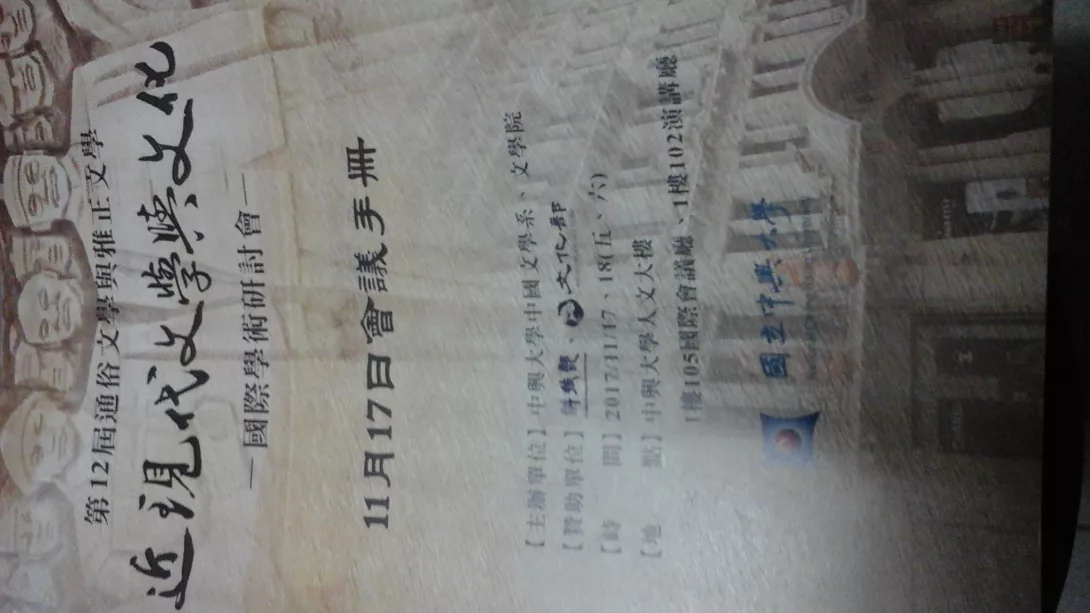 第12屆通俗文學與雅正文學
近現代文學與文化
—國際學術研討會—
11月17日會議手冊
【主辦單位】中興大學中國文學系、文學院
【贊助單位】科技部、文化部
【時 間】2017/11/17、18(五、六)
【地 點】中興大學人文大樓
1樓105國際會議廳、1樓102演講廳
國立中興大學